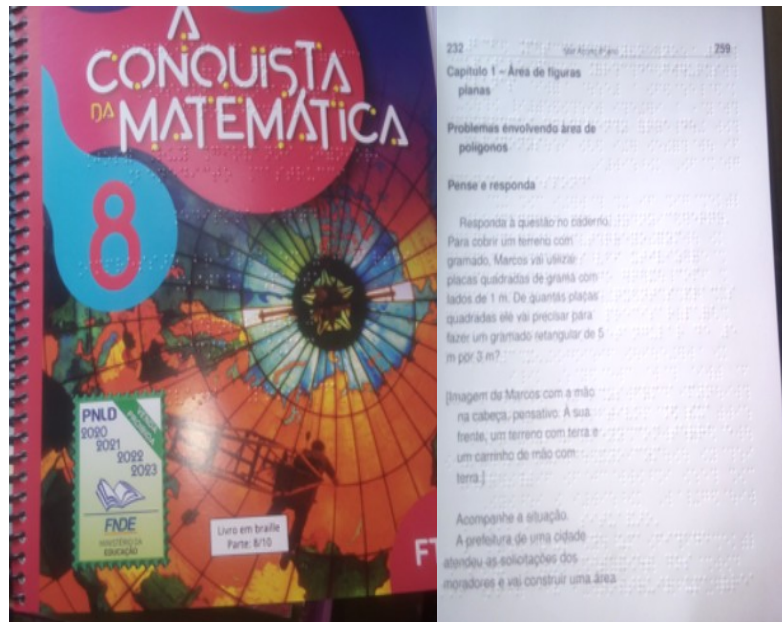 A
CONQUISTA
DA MATEMÁTICA
8
PNLD
2020
2021
2022
2023
FNDE
MINISTÉRIO DA
EDUCAÇÃO
Livro em braille
Parte: 8/10
FT
232 259
Capítulo 1 – Área de figuras
planas
Problemas envolvendo área de
polígonos
Pense e responda
Responda à questão no caderno.
Para cobrir um terreno com
gramado, Marcos vai utilizar
placas quadradas de grama com
lados de 1 m. De quantas placas
quadradas ele vai precisar para
fazer um gramado retangular de 5
m por 3 m?
[Imagem de Marcos com a mão
na cabeça, pensativo. À sua
frente, um terreno com terra e
um carrinho de mão com
terra.]
Acompanhe a situação.
A prefeitura de uma cidade
atendeu as solicitações dos
moradores e vai construir uma área